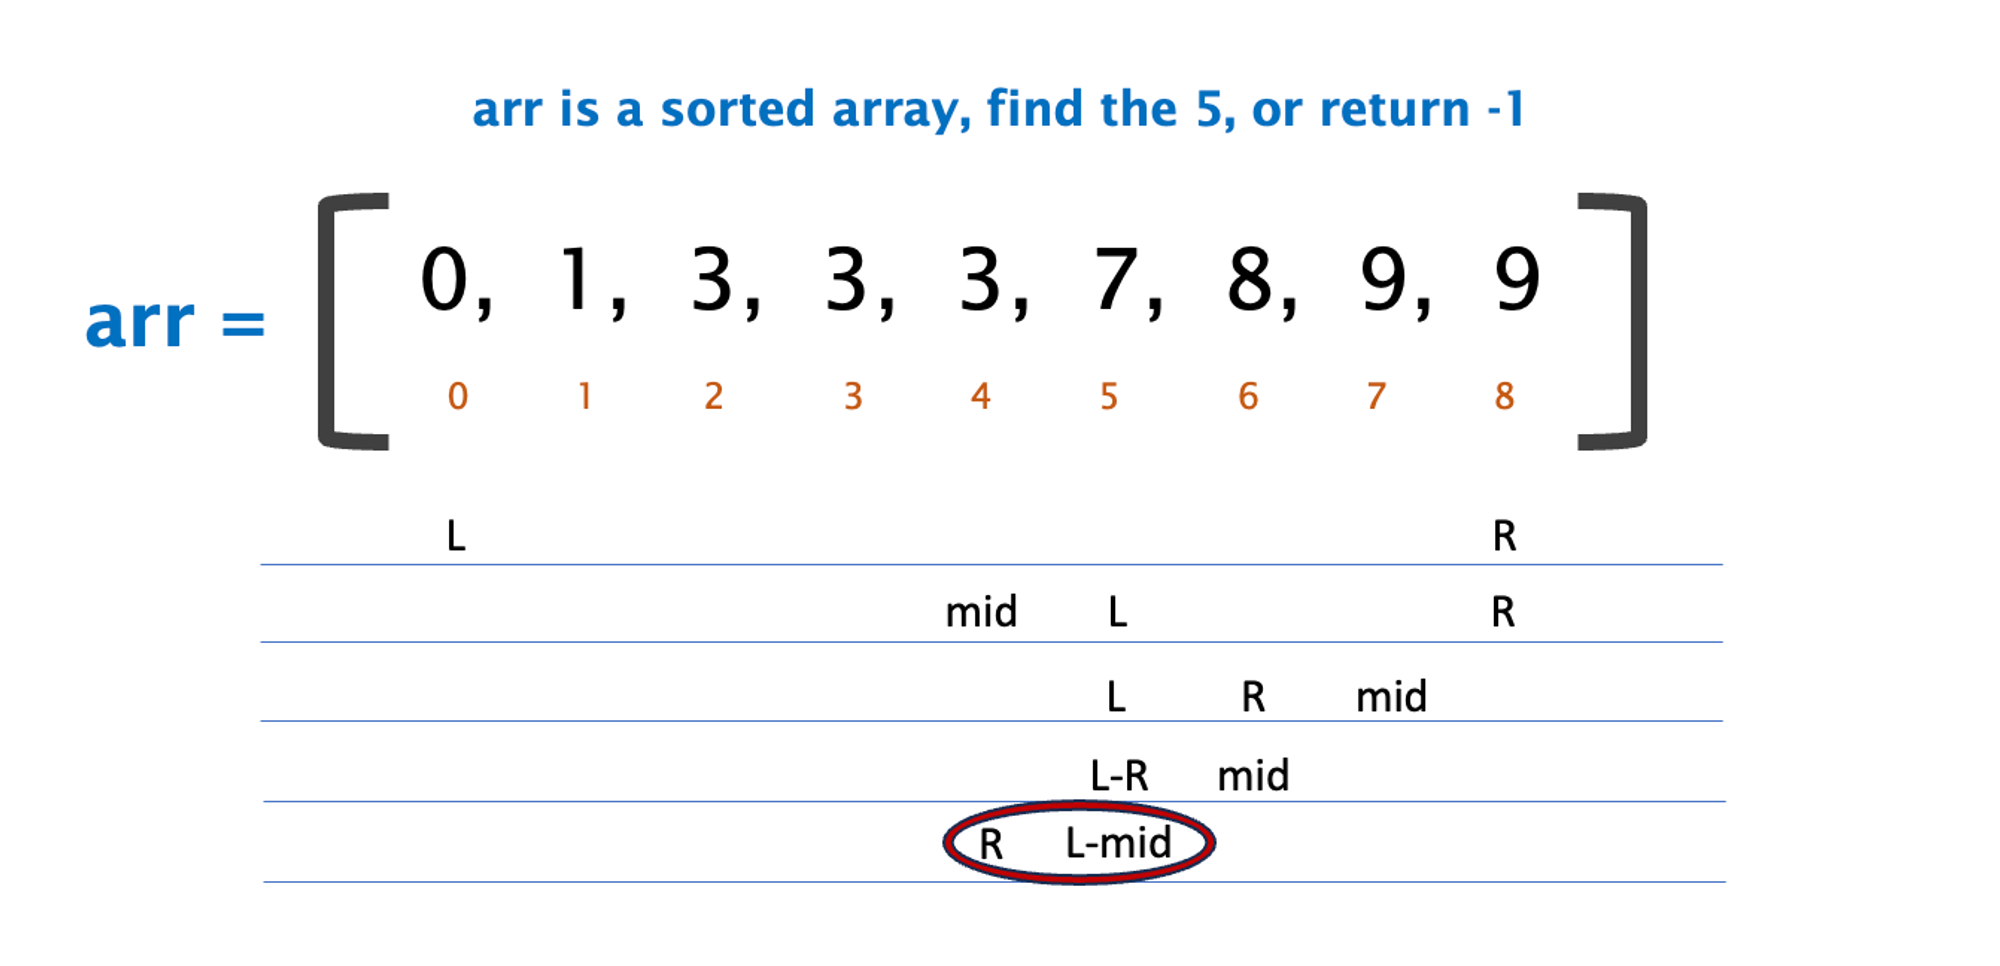 arr is a sorted array, find the 5, or return -1
arr =
0, 1, 3, 3, 3, 7, 8, 9, 9
0 1 2 3 4 5 6 7 8
L R
mid L R
L R mid
L-R mid
R L-mid